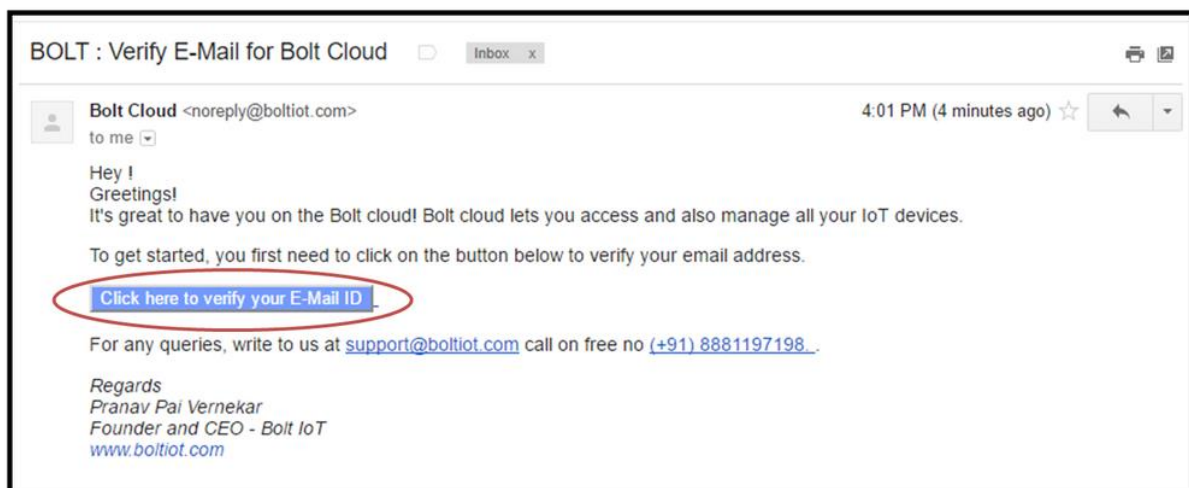 BOLT : Verify E-Mail for Bolt Cloud Inbox x
Bolt Cloud <noreply@boltiot.com> 4:01 PM (4 minutes ago)
to me
Hey !
Greetings!
It's great to have you on the Bolt cloud! Bolt cloud lets you access and also manage all your IoT devices.
To get started, you first need to click on the button below to verify your email address.
Click here to verify your E-Mail ID
For any queries, write to us at support@boltiot.com call on free no (+91) 8881197198. .
Regards
Pranav Pai Vernekar
Founder and CEO - Bolt IoT
www.boltiot.com